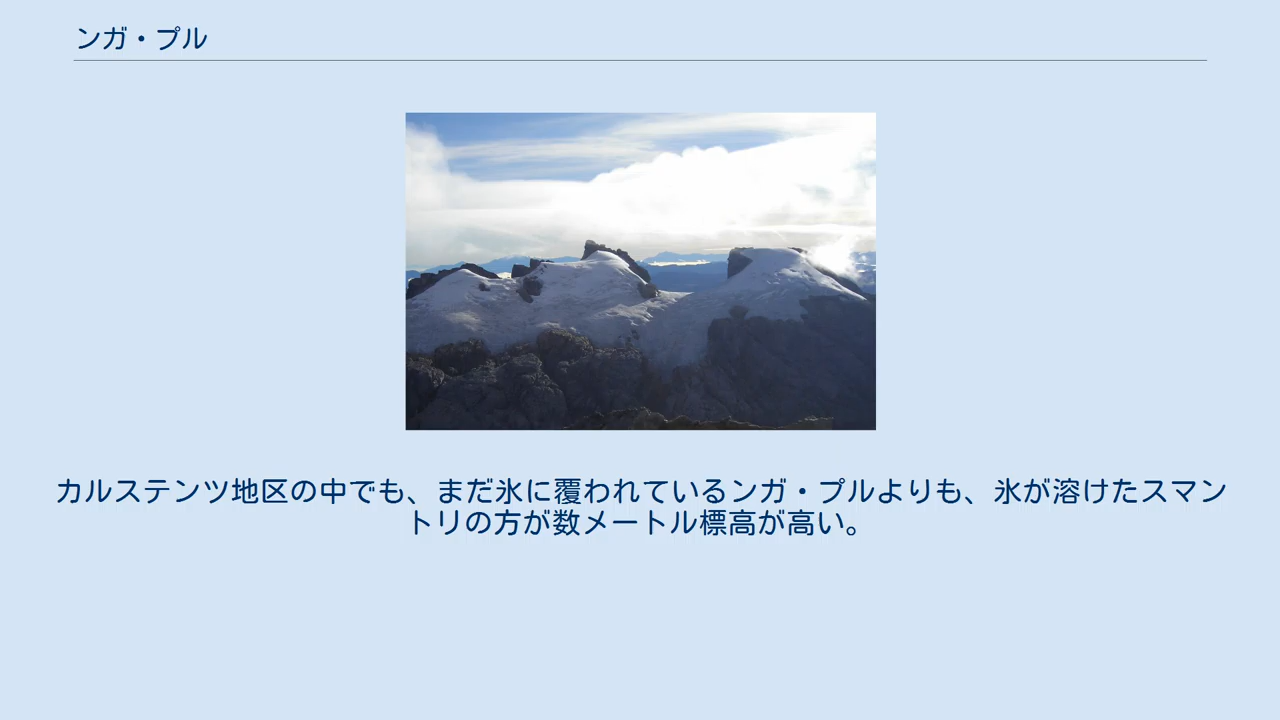 ンガ・プル
カルステンツ地区の中でも、まだ氷に覆われているンガ・プルよりも、氷が溶けたスマン
トリの方が数メートル標高が高い。